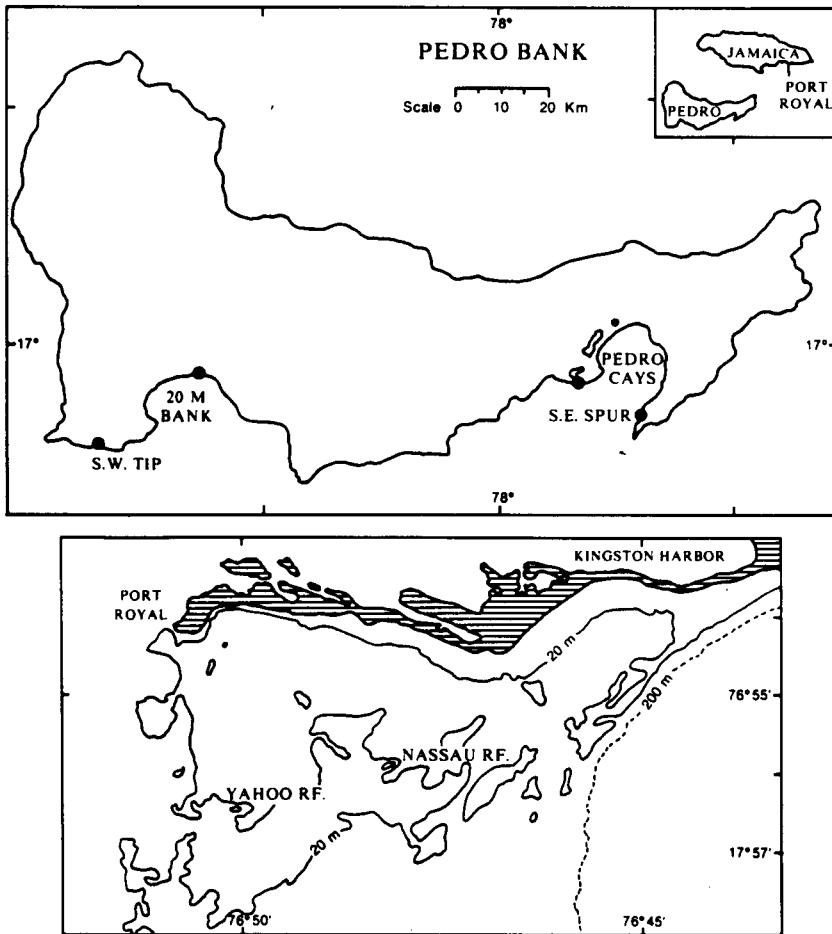 78°
PEDRO BANK
Scale 0 10 20 Km
JAMAICA
PORT
ROYAL
PEDRO
17°
17°
PEDRO
CAYS
20 M
BANK
S.E. SPUR
S.W. TIP
78°
KINGSTON HARBOR
PORT
ROYAL
20 m
200 m
76°55'
NASSAU RF.
YAHOO RF.
20 m
17°57'
76°50'
76°45'